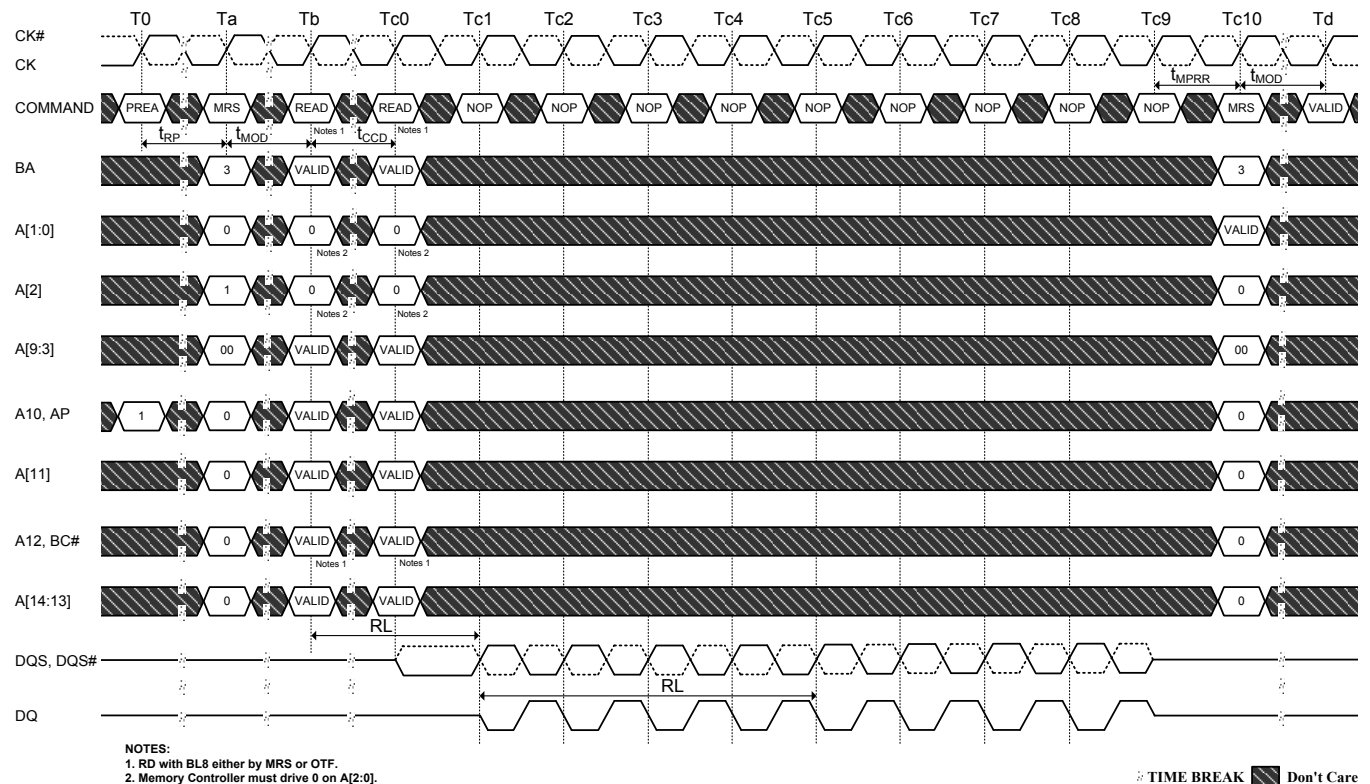 T0 Ta Tb Tc0 Tc1 Tc2 Tc3 Tc4 Tc5 Tc6 Tc7 Tc8 Tc9 Tc10 Td
CK#
CK
tMPRR tMOD
COMMAND PREA MRS READ READ NOP NOP NOP NOP NOP NOP NOP NOP NOP MRS VALID
Notes 1 Notes 1
tRP tMOD tCCD
BA 3 VALID VALID 3
A[1:0] 0 0 0 VALID
Notes 2 Notes 2
A[2] 1 0 0 0
Notes 2 Notes 2
A[9:3] 00 VALID VALID 00
A10, AP 1 0 VALID VALID 0
A[11] 0 VALID VALID 0
A12, BC# 0 VALID VALID 0
Notes 1 Notes 1
A[14:13] 0 VALID VALID 0
RL
DQS, DQS#
RL
DQ
NOTES:
1. RD with BL8 either by MRS or OTF.
2. Memory Controller must drive 0 on A[2:0].
TIME BREAK Don't Care